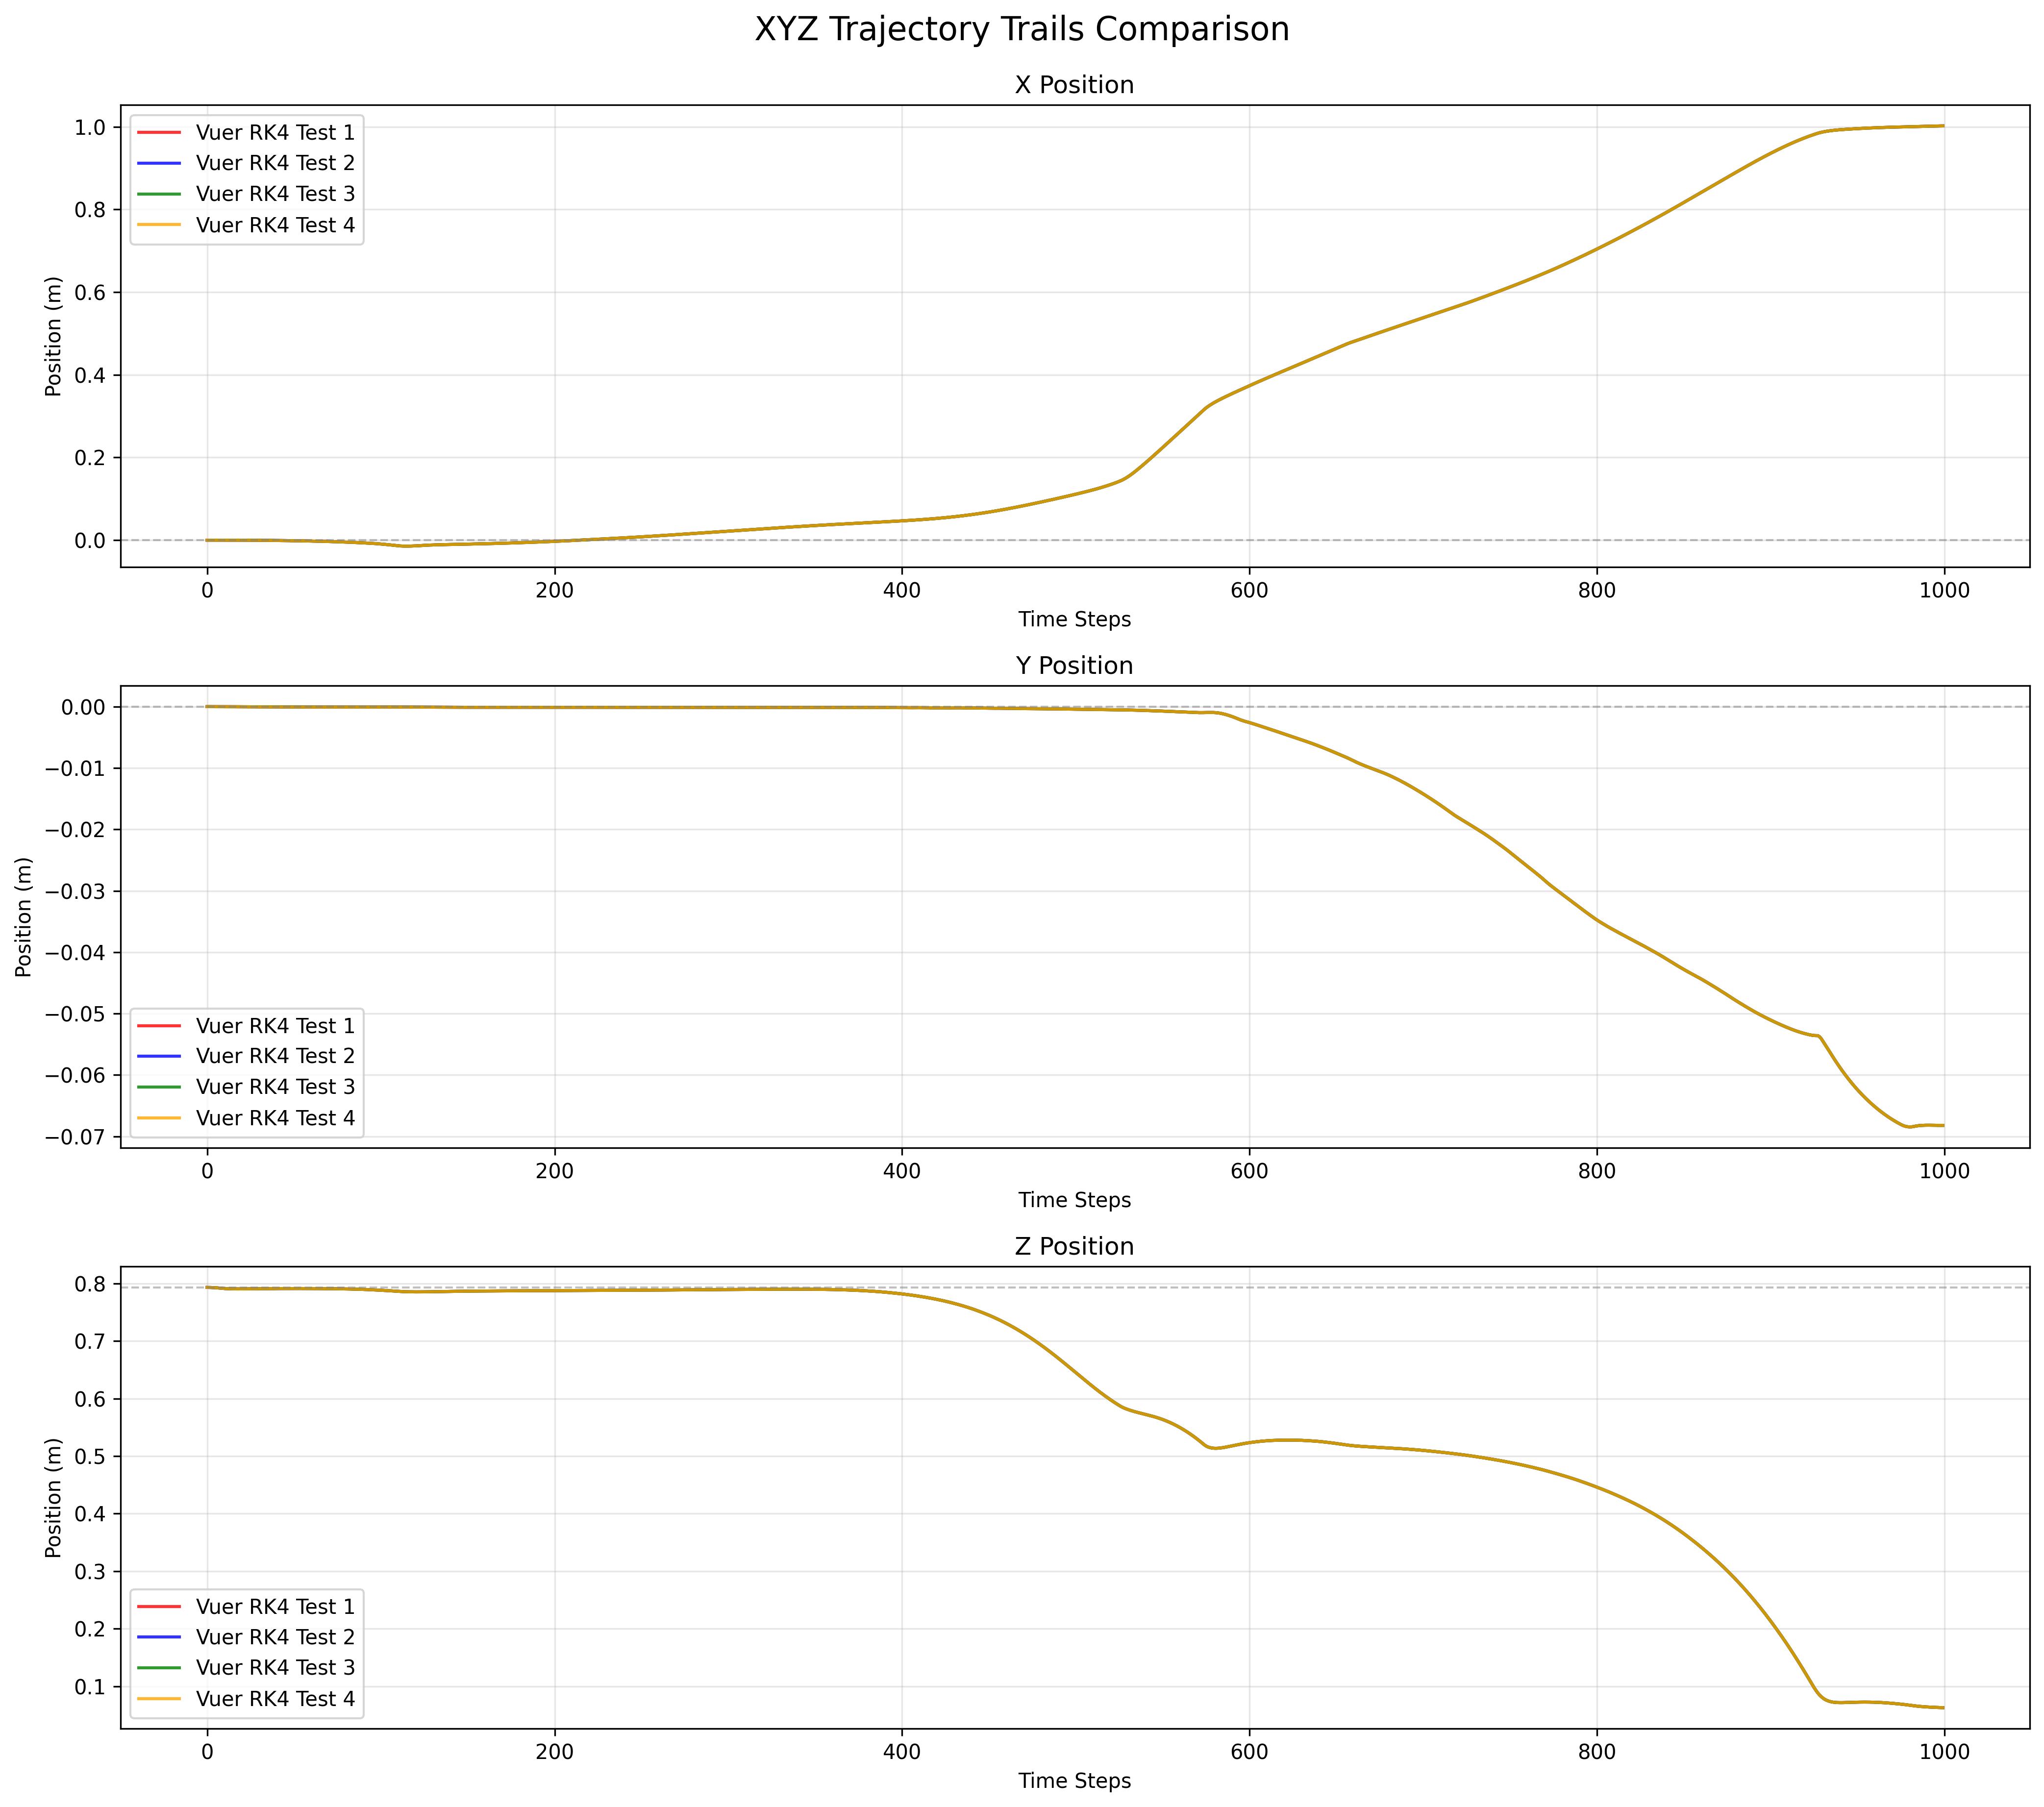 XYZ Trajectory Trails Comparison
X Position
1.0
0.8
0.6
0.4
0.2
0.0
Position (m)
Vuer RK4 Test 1
Vuer RK4 Test 2
Vuer RK4 Test 3
Vuer RK4 Test 4
0 200 400 600 800 1000
Time Steps
Y Position
0.00
−0.01
−0.02
−0.03
−0.04
−0.05
−0.06
−0.07
Position (m)
Vuer RK4 Test 1
Vuer RK4 Test 2
Vuer RK4 Test 3
Vuer RK4 Test 4
0 200 400 600 800 1000
Time Steps
Z Position
0.8
0.7
0.6
0.5
0.4
0.3
0.2
0.1
Position (m)
Vuer RK4 Test 1
Vuer RK4 Test 2
Vuer RK4 Test 3
Vuer RK4 Test 4
0 200 400 600 800 1000
Time Steps